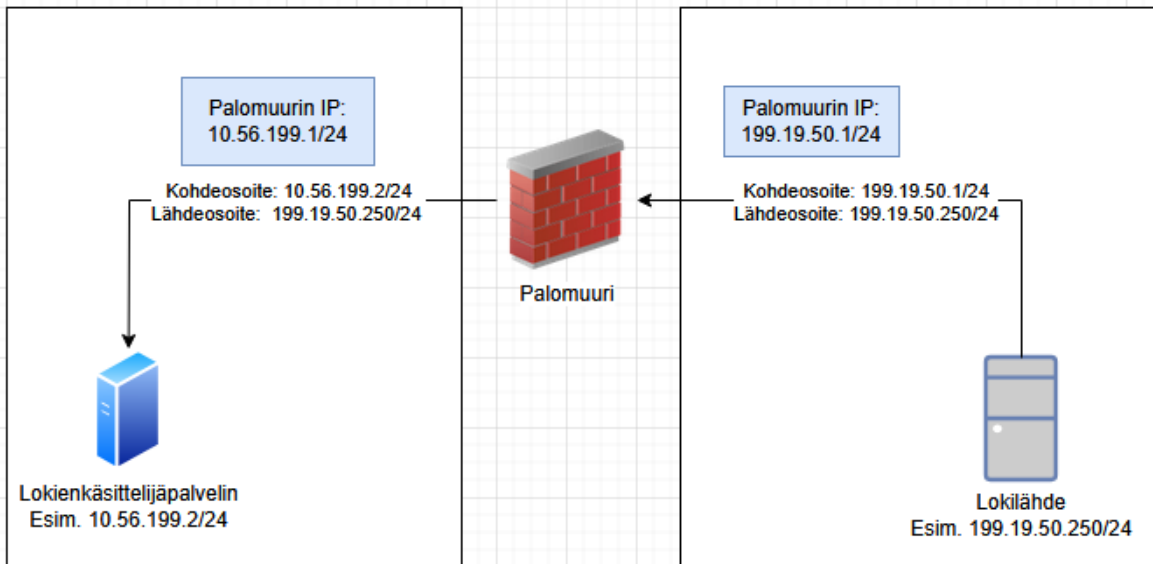 Palomuurin IP:
10.56.199.1/24
Palomuurin IP:
199.19.50.1/24
Kohdeosoite: 10.56.199.2/24
Lähdeosoite: 199.19.50.250/24
Kohdeosoite: 199.19.50.1/24
Lähdeosoite: 199.19.50.250/24
Palomuuri
Lokienkäsittelijäpalvelin
Esim. 10.56.199.2/24
Lokilähde
Esim. 199.19.50.250/24